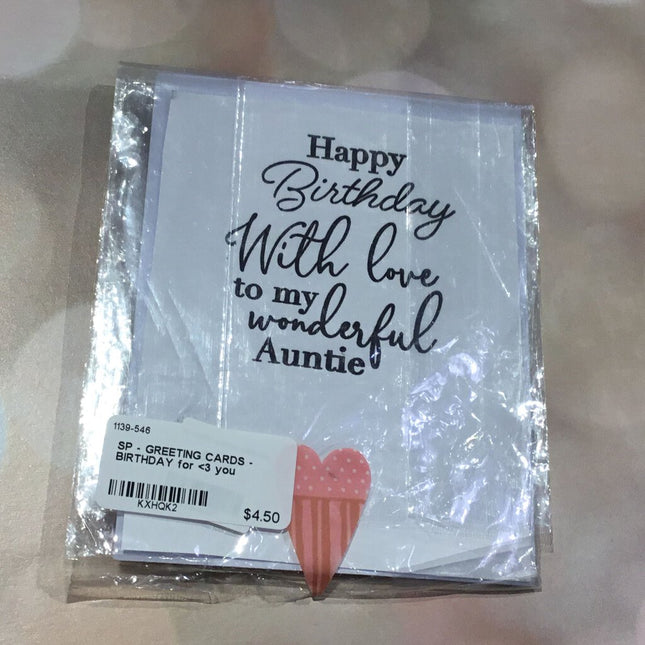 Happy
Birthday
With love
to my
wonderful
Auntie
1139-546
SP - GREETING CARDS -
BIRTHDAY for <3 you
KXHQK2
$4.50